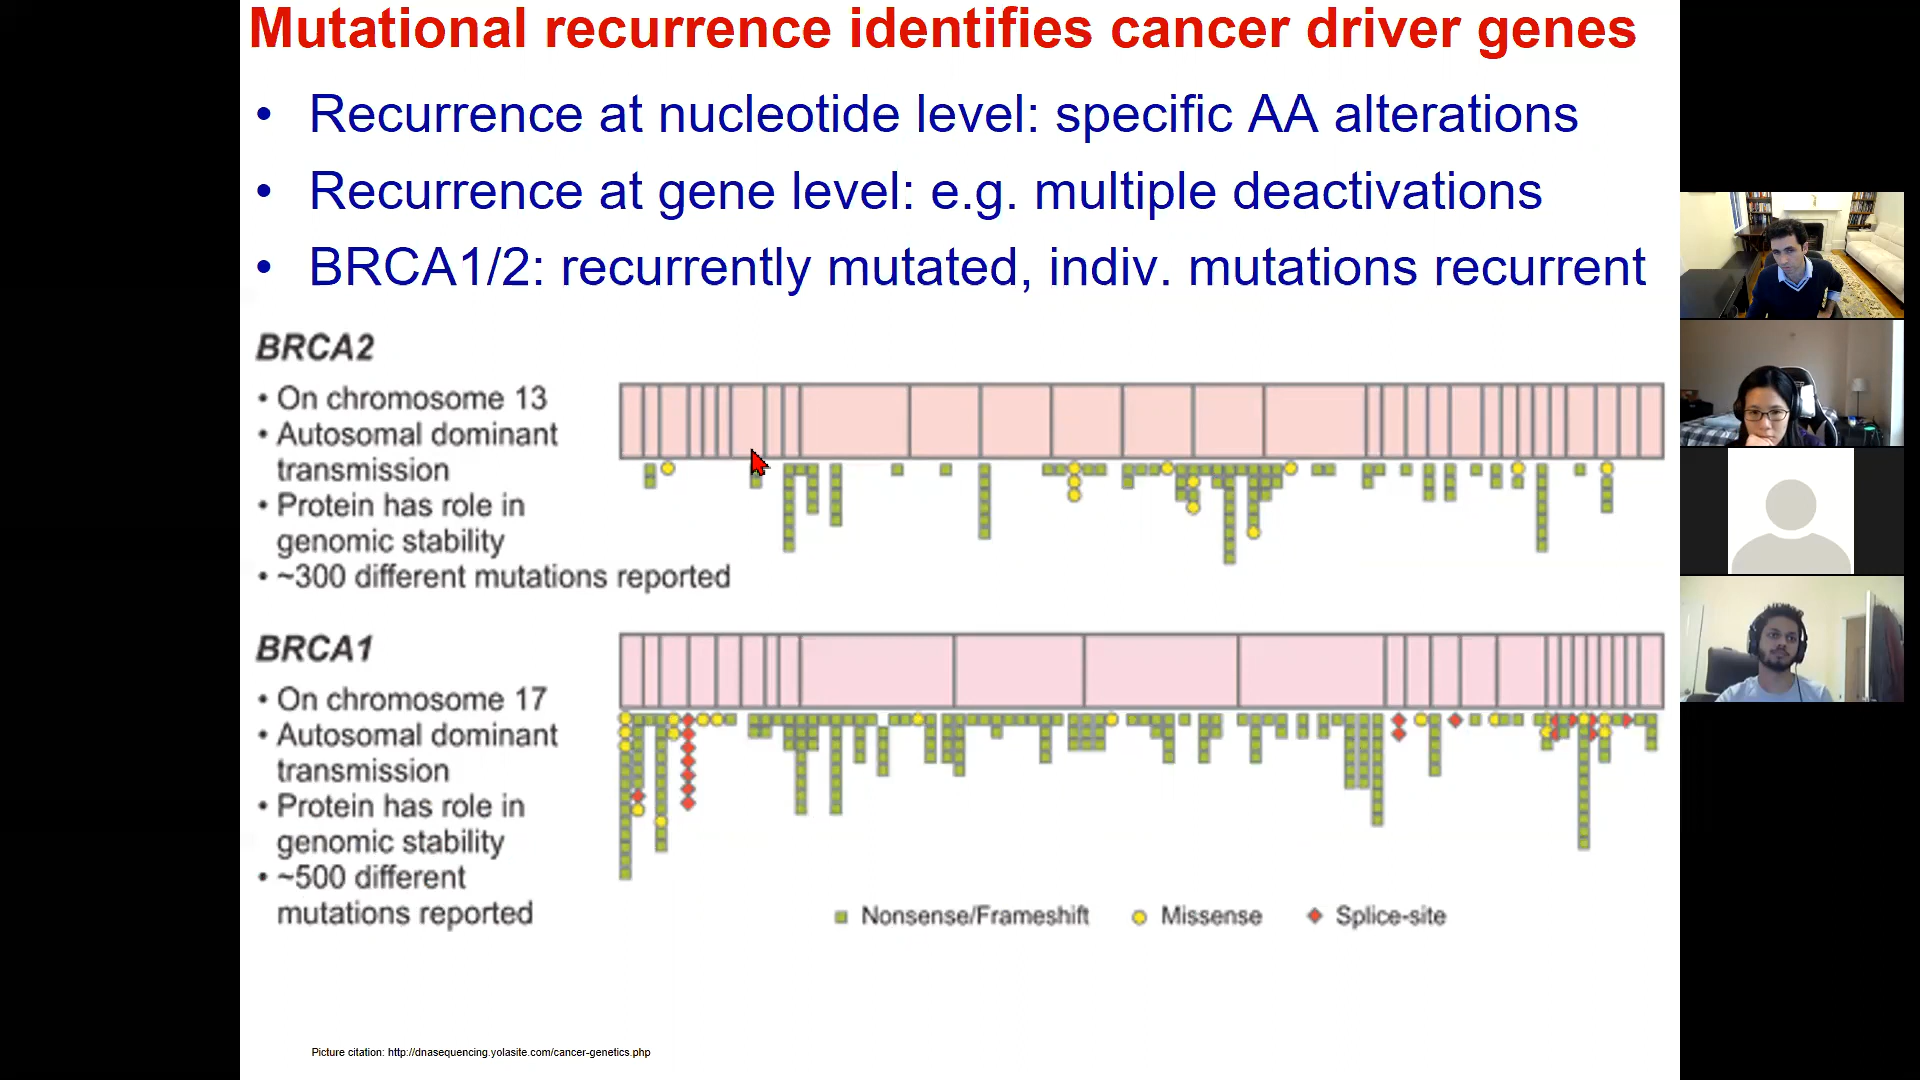 Mutational recurrence identifies cancer driver genes
• Recurrence at nucleotide level: specific AA alterations
• Recurrence at gene level: e.g. multiple deactivations
• BRCA1/2: recurrently mutated, indiv. mutations recurrent
BRCA2
• On chromosome 13
• Autosomal dominant
transmission
• Protein has role in
genomic stability
• ~300 different mutations reported
BRCA1
• On chromosome 17
• Autosomal dominant
transmission
• Protein has role in
genomic stability
• ~500 different
mutations reported
Nonsense/Frameshift Missense Splice-site
Picture citation: http://dnasequencing.yolasite.com/cancer-genetics.php